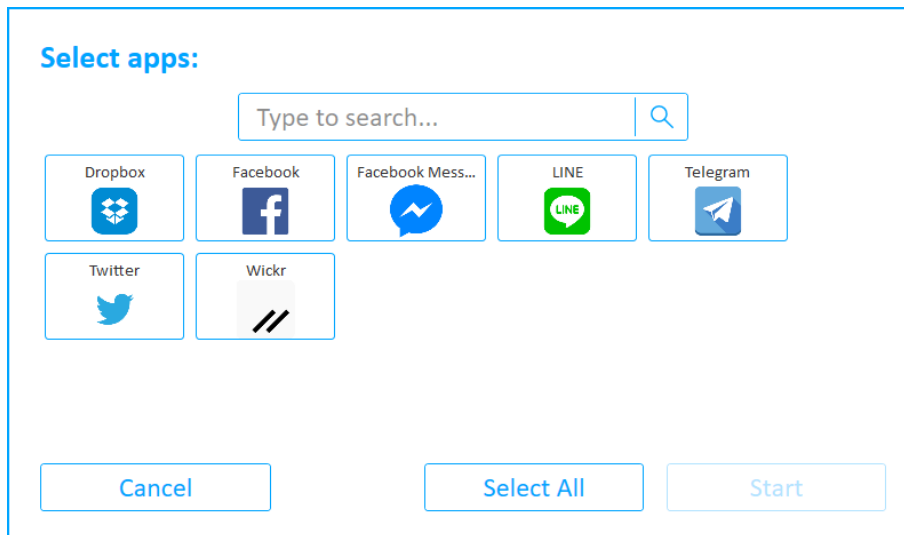 Select apps:
Type to search...
Dropbox
Facebook
Facebook Mess...
LINE
Telegram
LINE
Twitter
Wickr
Cancel
Select All
Start